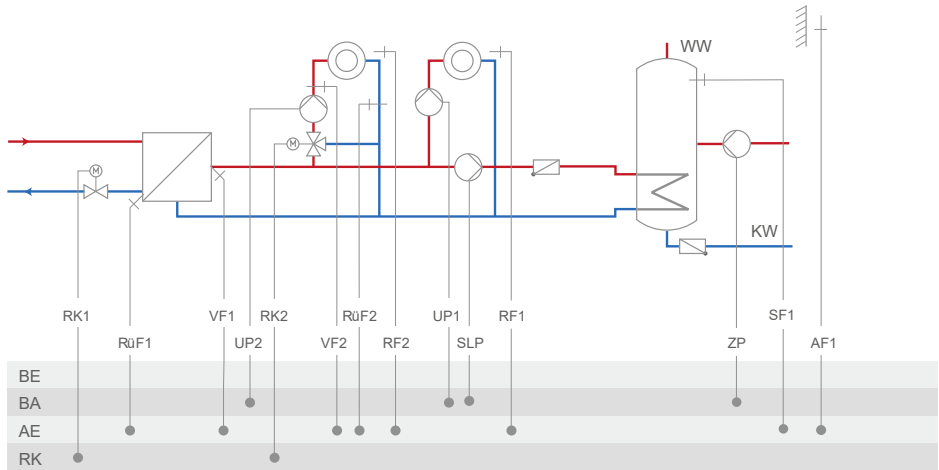 WW
M
M
KW
RK1 VF1 RK2 RüF2 UP1 RF1 SF1
RüF1 UP2 VF2 RF2 SLP ZP AF1
BE
BA
AE
RK